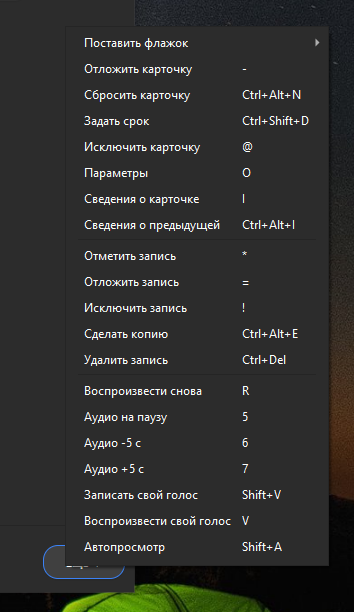 Поставить флажок
Отложить карточку -
Сбросить карточку Ctrl+Alt+N
Задать срок Ctrl+Shift+D
Исключить карточку @
Параметры O
Сведения о карточке I
Сведения о предыдущей Ctrl+Alt+I
Отметить запись *
Отложить запись =
Исключить запись !
Сделать копию Ctrl+Alt+E
Удалить запись Ctrl+Del
Воспроизвести снова R
Аудио на паузу 5
Аудио -5 с 6
Аудио +5 с 7
Записать свой голос Shift+V
Воспроизвести свой голос V
Автопросмотр Shift+A